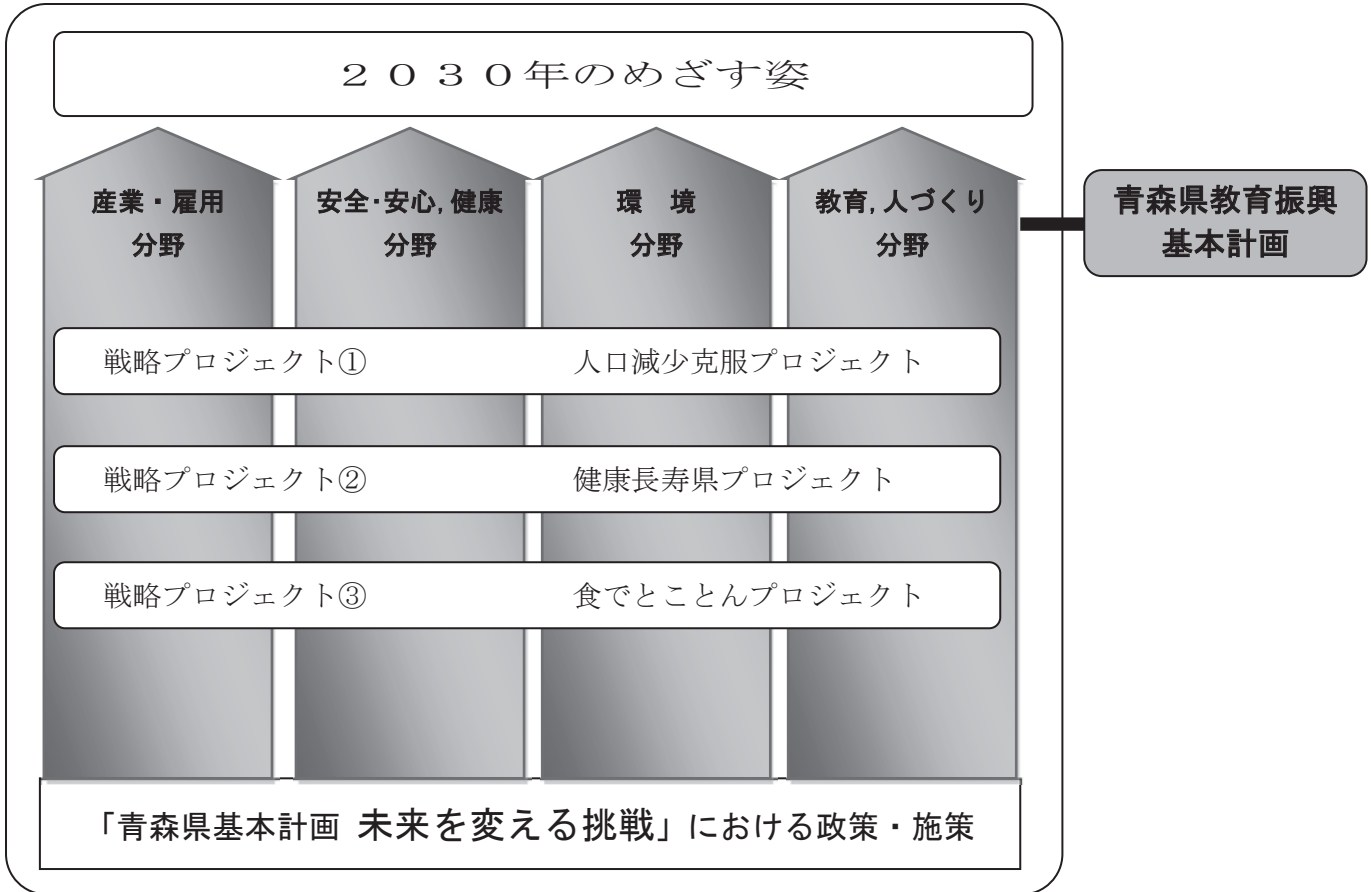 ２０３０年のめざす姿
産業・雇用
分野
安全・安心，健康
分野
環　境
分野
教育，人づくり
分野
青森県教育振興
基本計画
戦略プロジェクト①　人口減少克服プロジェクト
戦略プロジェクト②　健康長寿県プロジェクト
戦略プロジェクト③　食でとことんプロジェクト
「青森県基本計画 未来を変える挑戦」における政策・施策